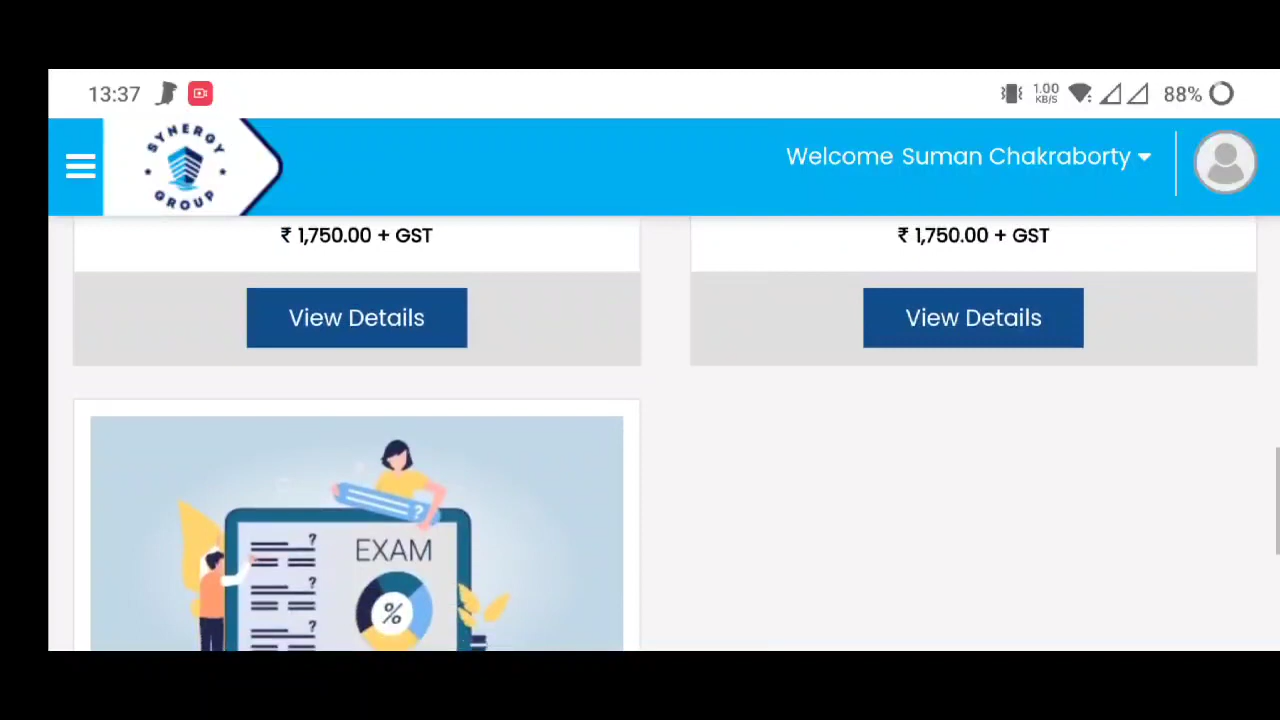 13:37
1.00
KB/S
88%
SYNERGY
GROUP
Welcome Suman Chakraborty
₹ 1,750.00 + GST
₹ 1,750.00 + GST
View Details
View Details
?
?
EXAM
?
?
%
?